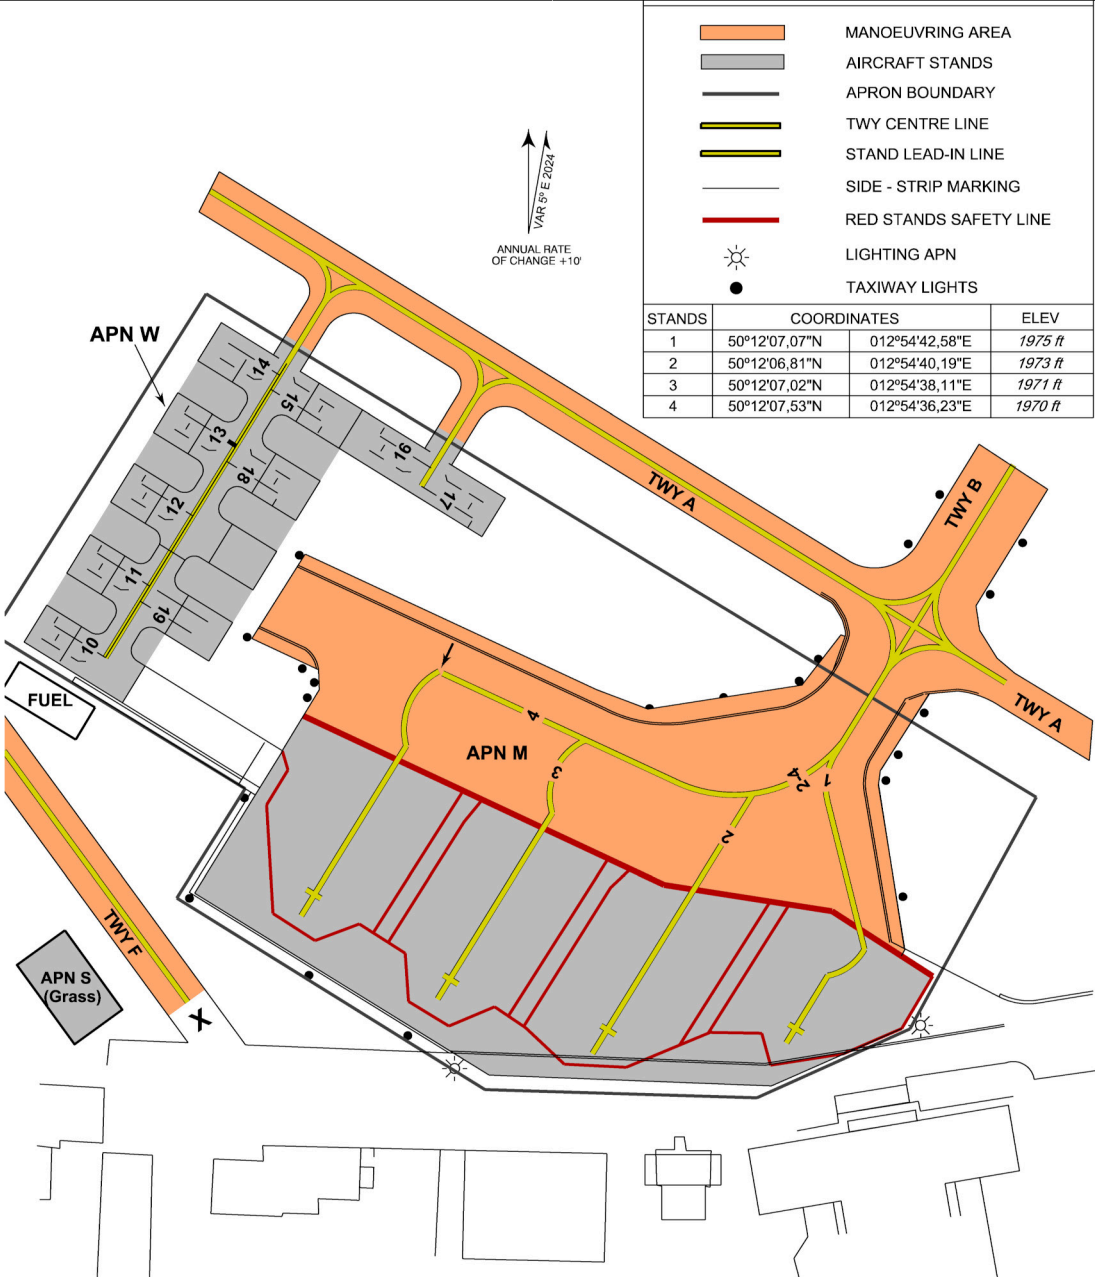 MANOEUVRING AREA
AIRCRAFT STANDS
APRON BOUNDARY
TWY CENTRE LINE
STAND LEAD-IN LINE
SIDE - STRIP MARKING
RED STANDS SAFETY LINE
LIGHTING APN
TAXIWAY LIGHTS
STANDS COORDINATES ELEV
1 50º12'07,07"N 012º54'42,58"E 1975 ft
2 50º12'06,81"N 012º54'40,19"E 1973 ft
3 50º12'07,02"N 012º54'38,11"E 1971 ft
4 50º12'07,53"N 012º54'36,23"E 1970 ft
VAR 5º E 2024
ANNUAL RATE
OF CHANGE +10'
APN W
14
15
13
16
18
17
12
11
19
10
TWY A
TWY B
TWY A
FUEL
4
APN M
3
2-4
1
2
TWY F
APN S
(Grass)
X